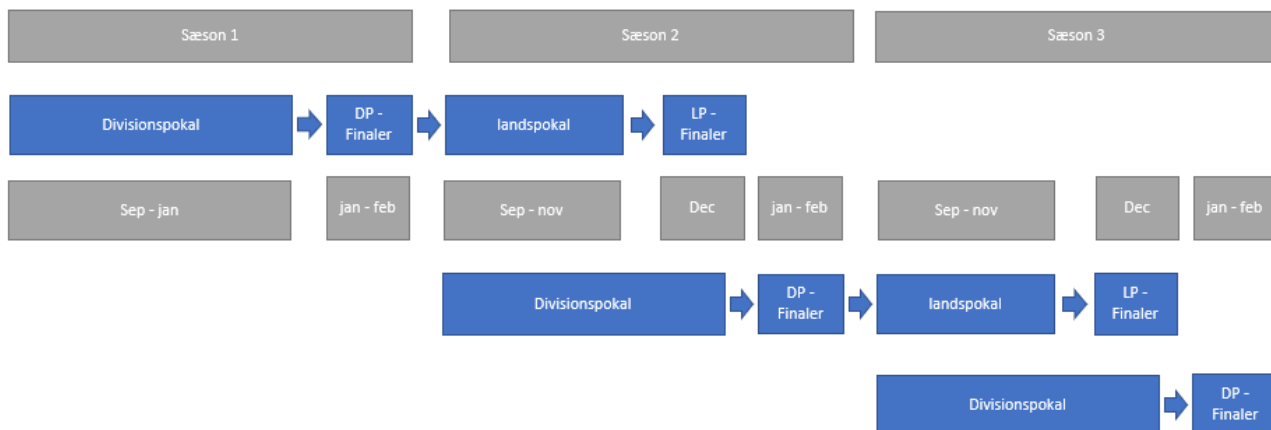 Sæson 1
Sæson 2
Sæson 3
Divisionspokal
DP -
Finaler
landspokal
LP -
Finaler
Sep - jan
jan - feb
Sep - nov
Dec
jan - feb
Sep - nov
Dec
jan - feb
Divisionspokal
DP -
Finaler
landspokal
LP -
Finaler
Divisionspokal
DP -
Finaler